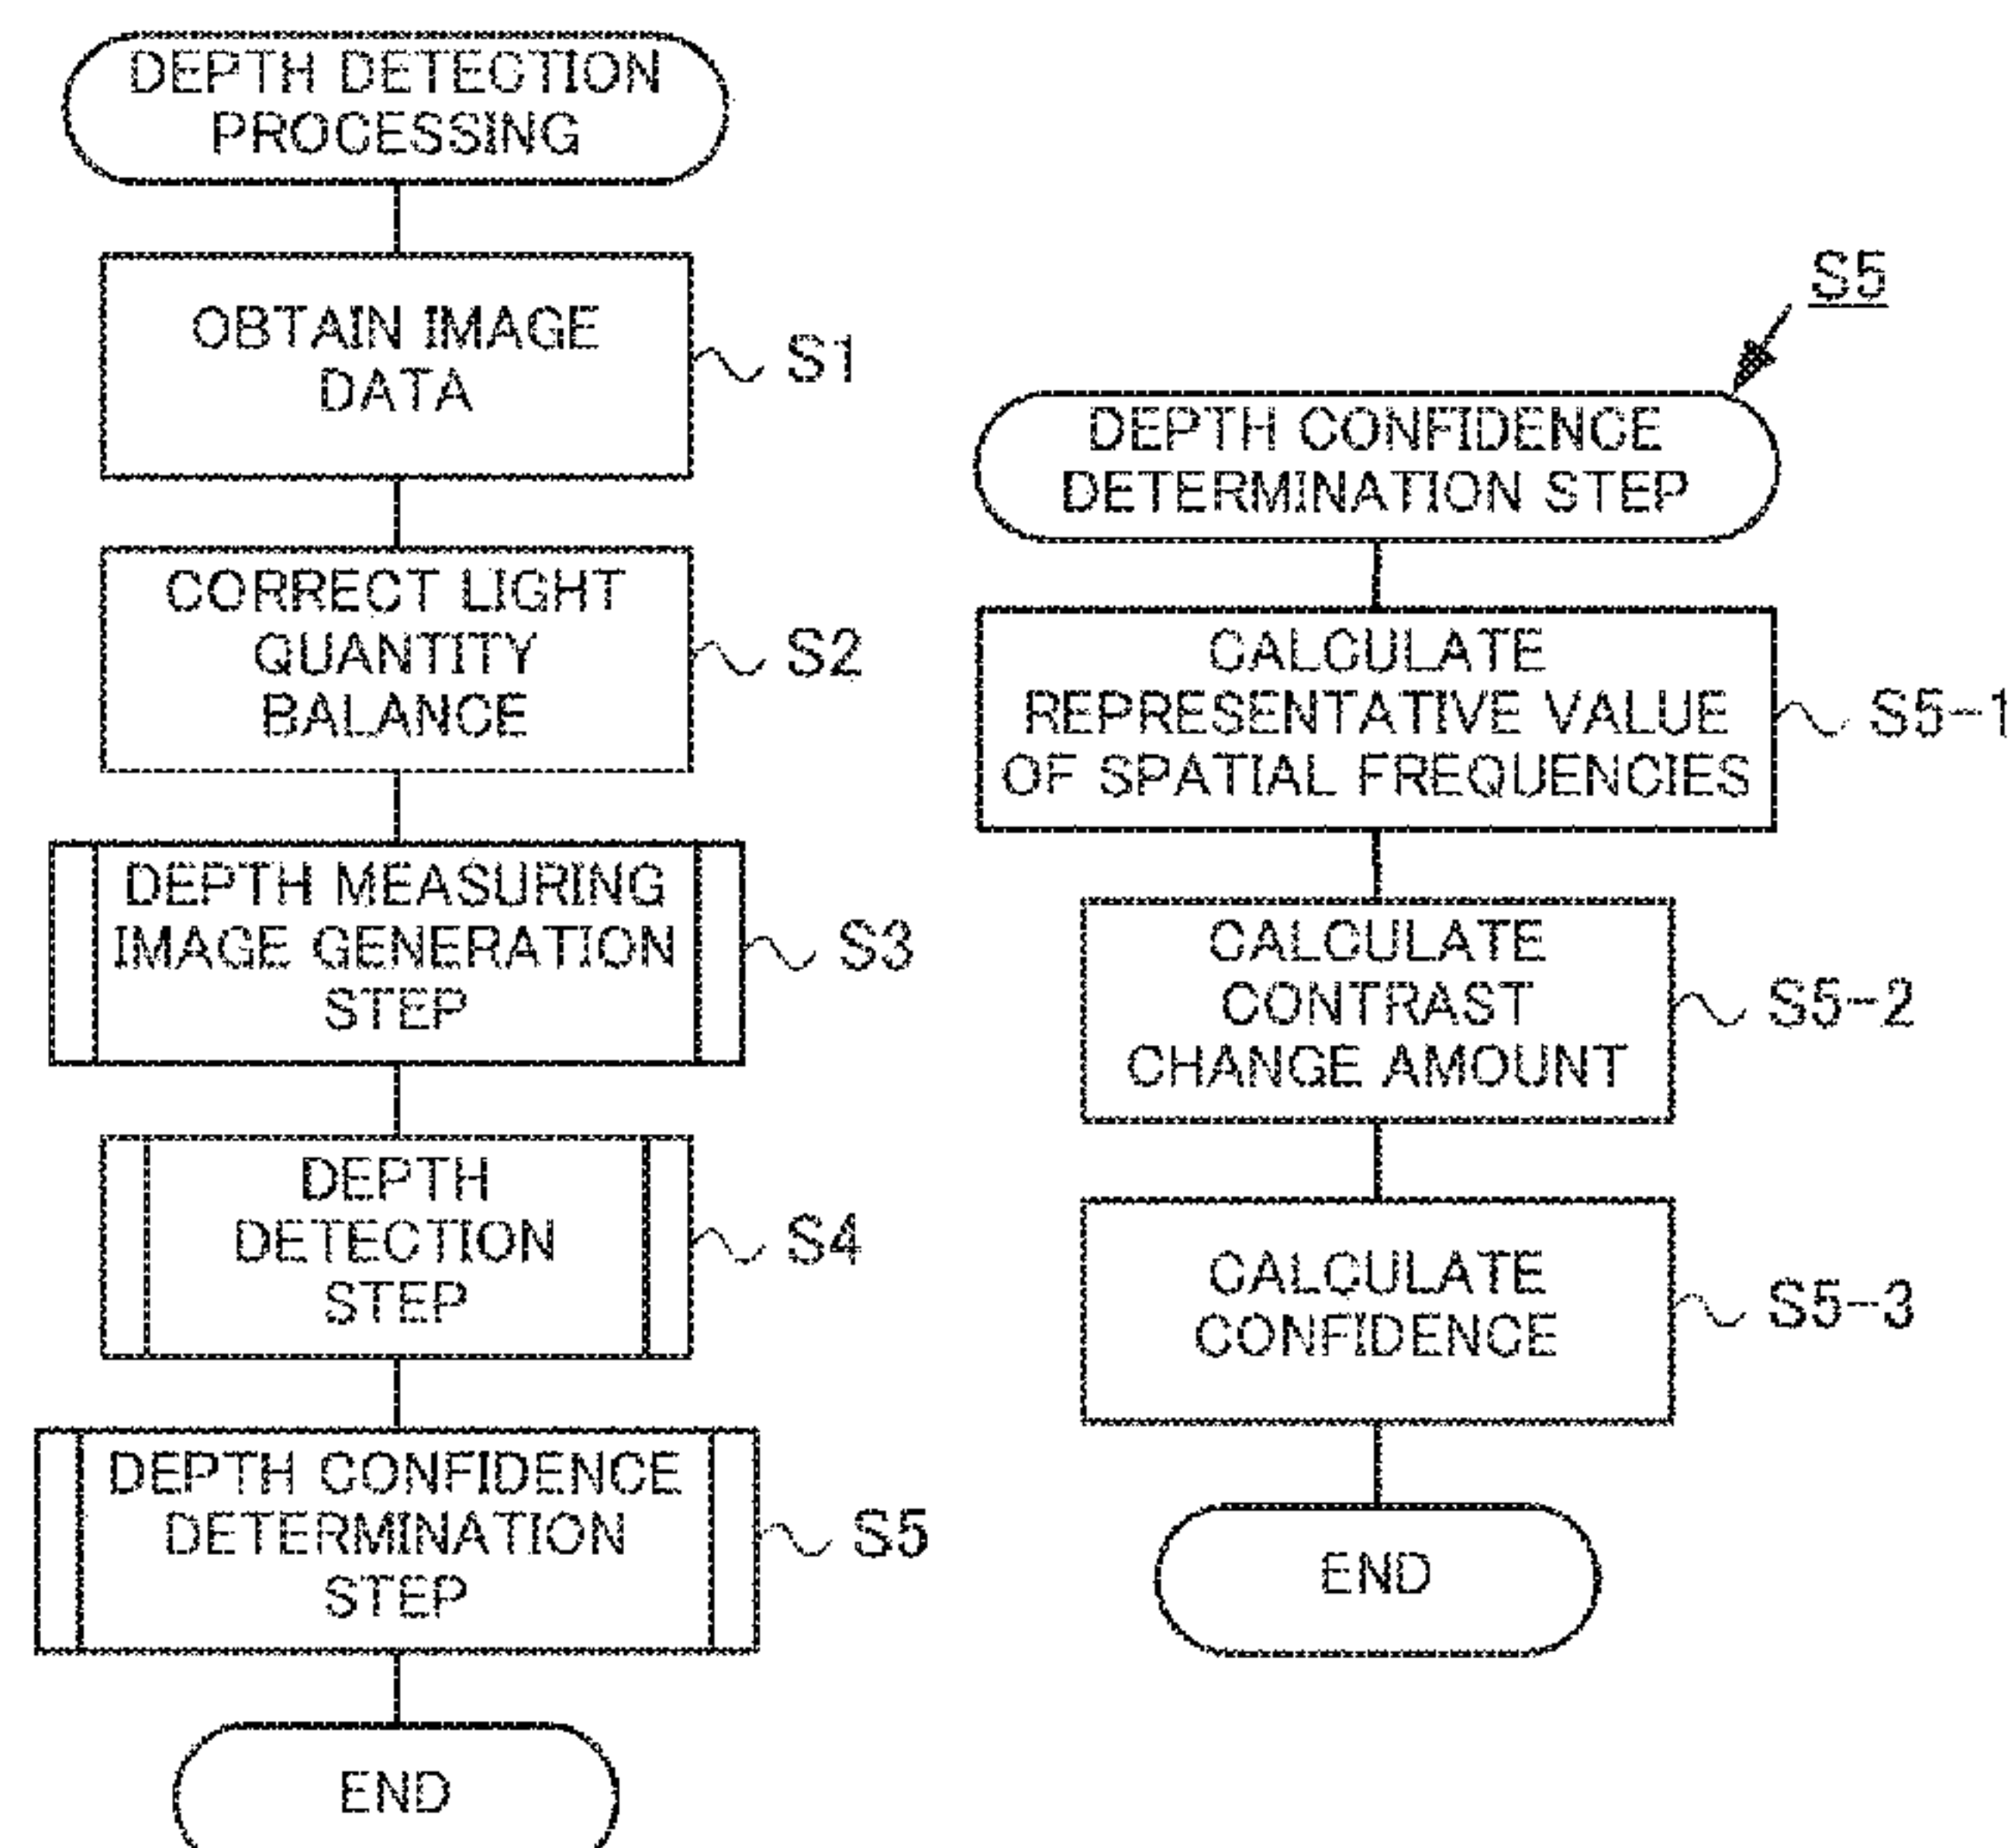 DEPTH DETECTION
PROCESSING
OBTAIN IMAGE
DATA
S1
CORRECT LIGHT
QUANTITY
BALANCE
S2
DEPTH MEASURING
IMAGE GENERATION
STEP
S3
DEPTH
DETECTION
STEP
S4
DEPTH CONFIDENCE
DETERMINATION
STEP
S5
END
S5
DEPTH CONFIDENCE
DETERMINATION STEP
CALCULATE
REPRESENTATIVE VALUE
OF SPATIAL FREQUENCIES
S5-1
CALCULATE
CONTRAST
CHANGE AMOUNT
S5-2
CALCULATE
CONFIDENCE
S5-3
END